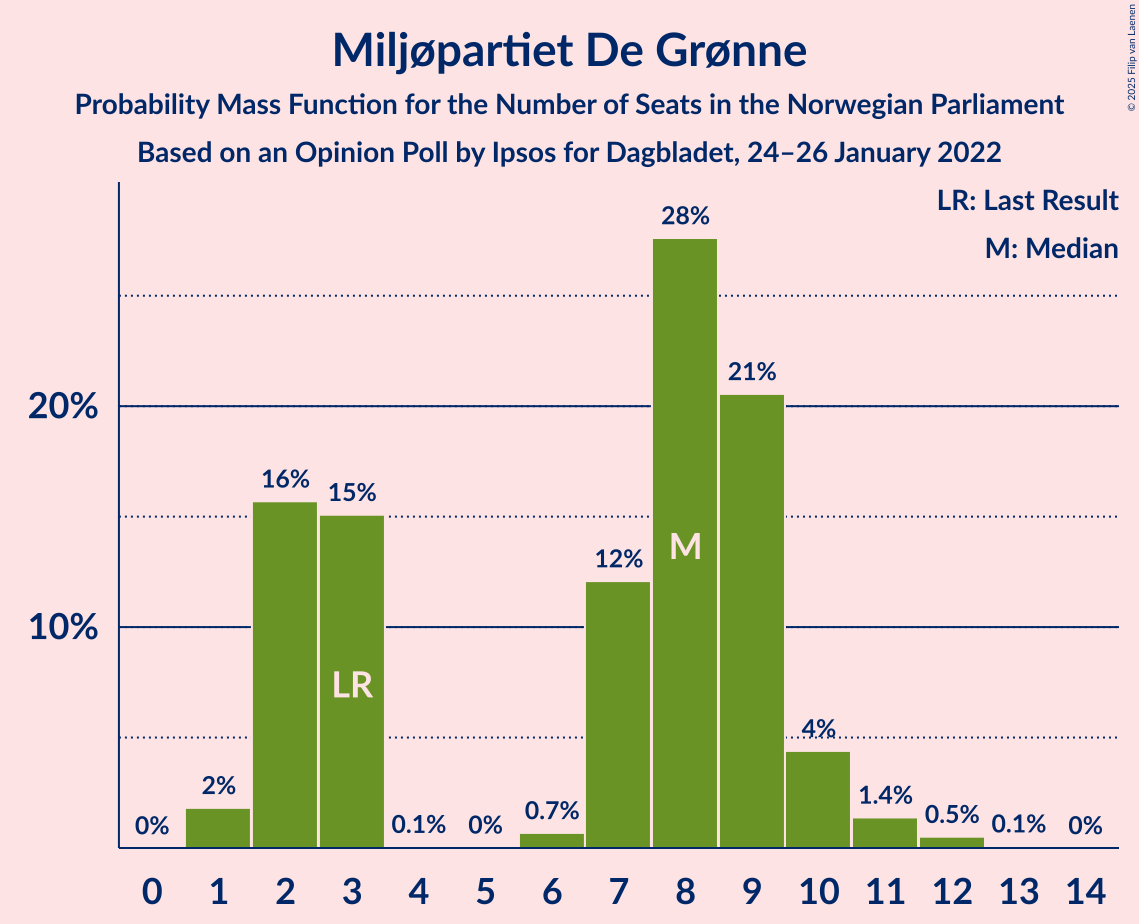 Miljøpartiet De Grønne
Probability Mass Function for the Number of Seats in the Norwegian Parliament
Based on an Opinion Poll by Ipsos for Dagbladet, 24–26 January 2022
© 2025 Filip van Laenen
LR: Last Result
M: Median
20%
10%
0%
2%
16%
15%
0.1%
0%
0.7%
12%
28%
21%
4%
1.4%
0.5%
0.1%
0%
LR
M
0 1 2 3 4 5 6 7 8 9 10 11 12 13 14